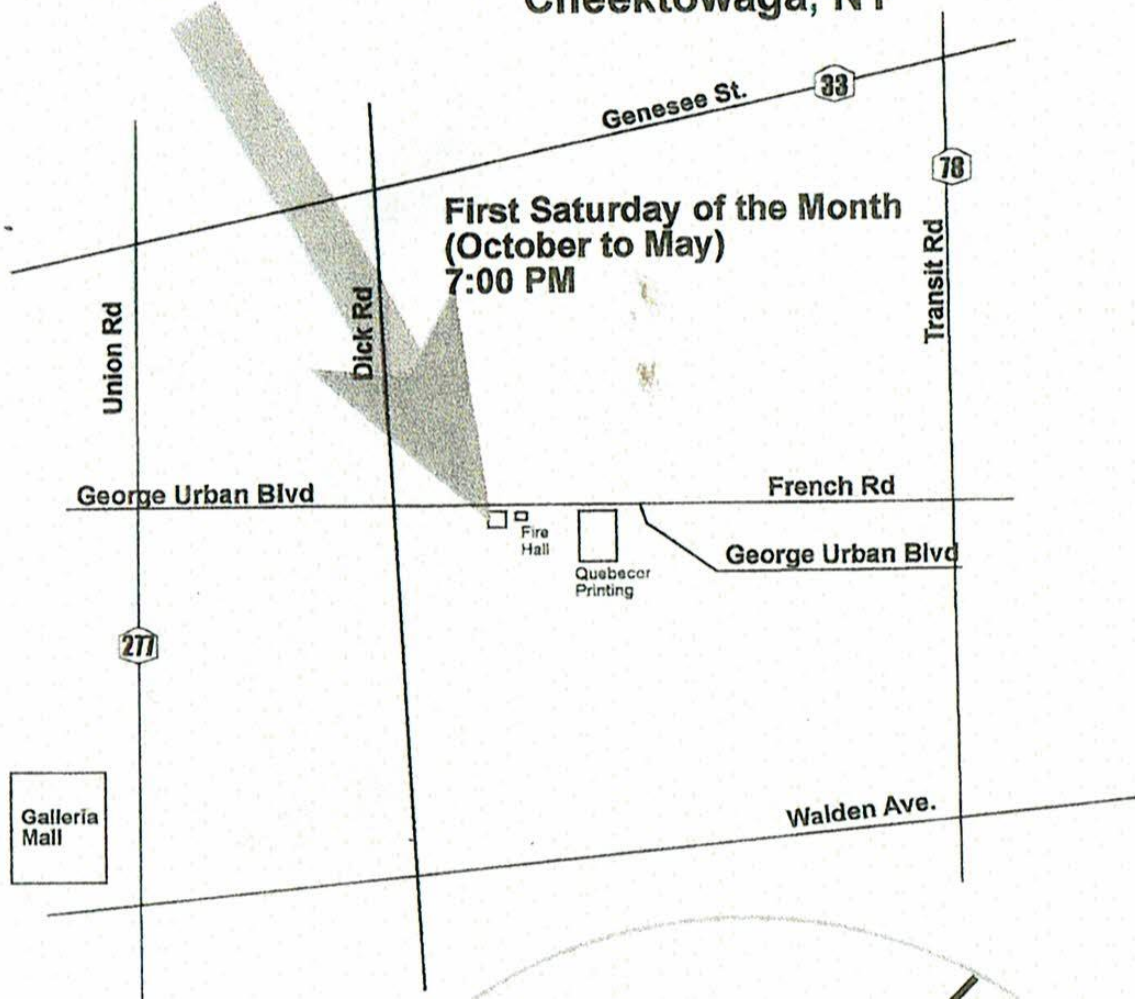 Cheektowaga, NY
Genesee St.
33
78
First Saturday of the Month
(October to May)
7:00 PM
Transit Rd
Union Rd
Dick Rd
George Urban Blvd
French Rd
Fire
Hall
George Urban Blvd
Quebecor
Printing
277
Galleria
Mall
Walden Ave.